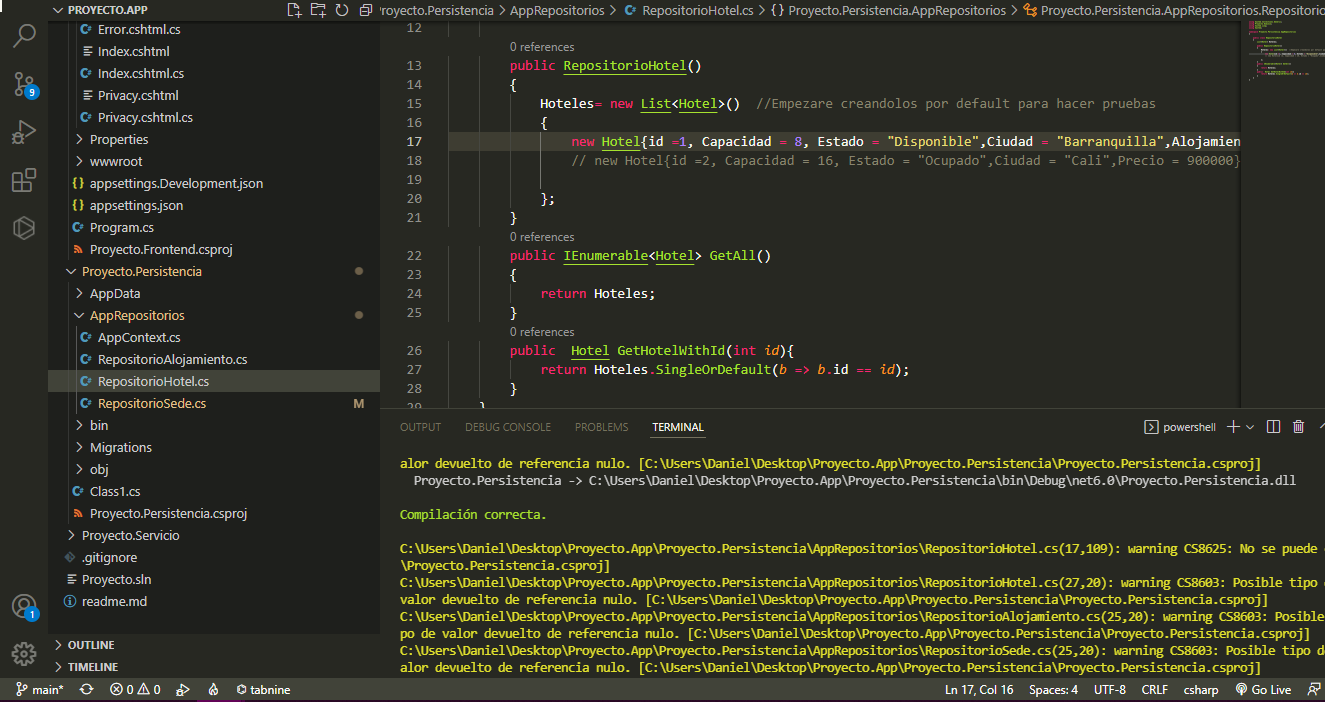 PROYECTO.APP
Error.cshtml.cs
Index.cshtml
Index.cshtml.cs
Privacy.cshtml
Privacy.cshtml.cs
Properties
wwwroot
appsettings.Development.json
appsettings.json
Program.cs
Proyecto.Frontend.csproj
Proyecto.Persistencia
AppData
AppRepositorios
AppContext.cs
RepositorioAlojamiento.cs
RepositorioHotel.cs
RepositorioSede.cs M
bin
Migrations
obj
Class1.cs
Proyecto.Persistencia.csproj
Proyecto.Servicio
.gitignore
Proyecto.sln
readme.md
OUTLINE
TIMELINE
9
1
royecto.Persistencia > AppRepositorios > RepositorioHotel.cs > {} Proyecto.Persistencia.AppRepositorios > Proyecto.Persistencia.AppRepositorios.Repositorio
12
0 references
13 public RepositorioHotel()
14 {
15 Hoteles= new List<Hotel>() //Empezare creandolos por default para hacer pruebas
16 {
17 new Hotel{id =1, Capacidad = 8, Estado = "Disponible",Ciudad = "Barranquilla",Alojamien
18 // new Hotel{id =2, Capacidad = 16, Estado = "Ocupado",Ciudad = "Cali",Precio = 900000}
19
20 };
21 }
0 references
22 public IEnumerable<Hotel> GetAll()
23 {
24 return Hoteles;
25 }
0 references
26 public Hotel GetHotelWithId(int id){
27 return Hoteles.SingleOrDefault(b => b.id == id);
28 }
29 }
OUTPUT DEBUG CONSOLE PROBLEMS TERMINAL powershell
alor devuelto de referencia nulo. [C:\Users\Daniel\Desktop\Proyecto.App\Proyecto.Persistencia\Proyecto.Persistencia.csproj]
Proyecto.Persistencia -> C:\Users\Daniel\Desktop\Proyecto.App\Proyecto.Persistencia\bin\Debug\net6.0\Proyecto.Persistencia.dll
Compilación correcta.
C:\Users\Daniel\Desktop\Proyecto.App\Proyecto.Persistencia\AppRepositorios\RepositorioHotel.cs(17,109): warning CS8625: No se puede
\Proyecto.Persistencia.csproj]
C:\Users\Daniel\Desktop\Proyecto.App\Proyecto.Persistencia\AppRepositorios\RepositorioHotel.cs(27,20): warning CS8603: Posible tipo
valor devuelto de referencia nulo. [C:\Users\Daniel\Desktop\Proyecto.App\Proyecto.Persistencia\Proyecto.Persistencia.csproj]
C:\Users\Daniel\Desktop\Proyecto.App\Proyecto.Persistencia\AppRepositorios\RepositorioAlojamiento.cs(25,20): warning CS8603: Posible
po de valor devuelto de referencia nulo. [C:\Users\Daniel\Desktop\Proyecto.App\Proyecto.Persistencia\Proyecto.Persistencia.csproj]
C:\Users\Daniel\Desktop\Proyecto.App\Proyecto.Persistencia\AppRepositorios\RepositorioSede.cs(25,20): warning CS8603: Posible tipo d
alor devuelto de referencia nulo. [C:\Users\Daniel\Desktop\Proyecto.App\Proyecto.Persistencia\Proyecto.Persistencia.csproj]
main* 0 0 tabnine Ln 17, Col 16 Spaces: 4 UTF-8 CRLF csharp Go Live